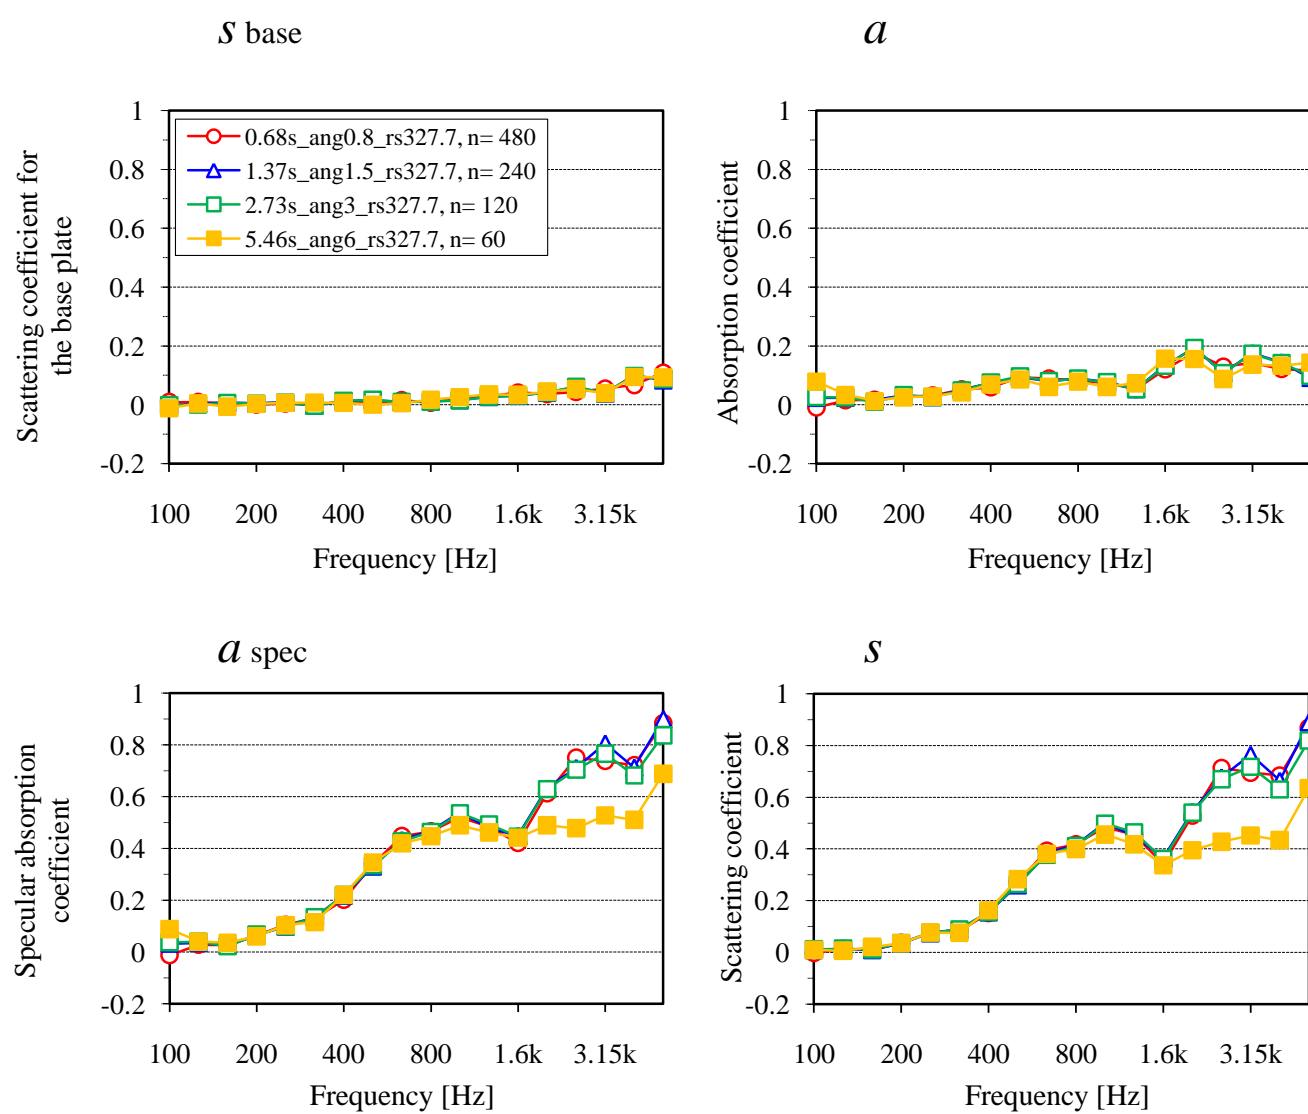 s base
a
1
0.8
0.6
0.4
0.2
0
-0.2
Scattering coefficient for
the base plate
0.68s_ang0.8_rs327.7, n= 480
1.37s_ang1.5_rs327.7, n= 240
2.73s_ang3_rs327.7, n= 120
5.46s_ang6_rs327.7, n= 60
100 200 400 800 1.6k 3.15k
Frequency [Hz]
1
0.8
0.6
0.4
0.2
0
-0.2
Absorption coefficient
100 200 400 800 1.6k 3.15k
Frequency [Hz]
a spec
s
1
0.8
0.6
0.4
0.2
0
-0.2
Specular absorption
coefficient
100 200 400 800 1.6k 3.15k
Frequency [Hz]
1
0.8
0.6
0.4
0.2
0
-0.2
Scattering coefficient
100 200 400 800 1.6k 3.15k
Frequency [Hz]